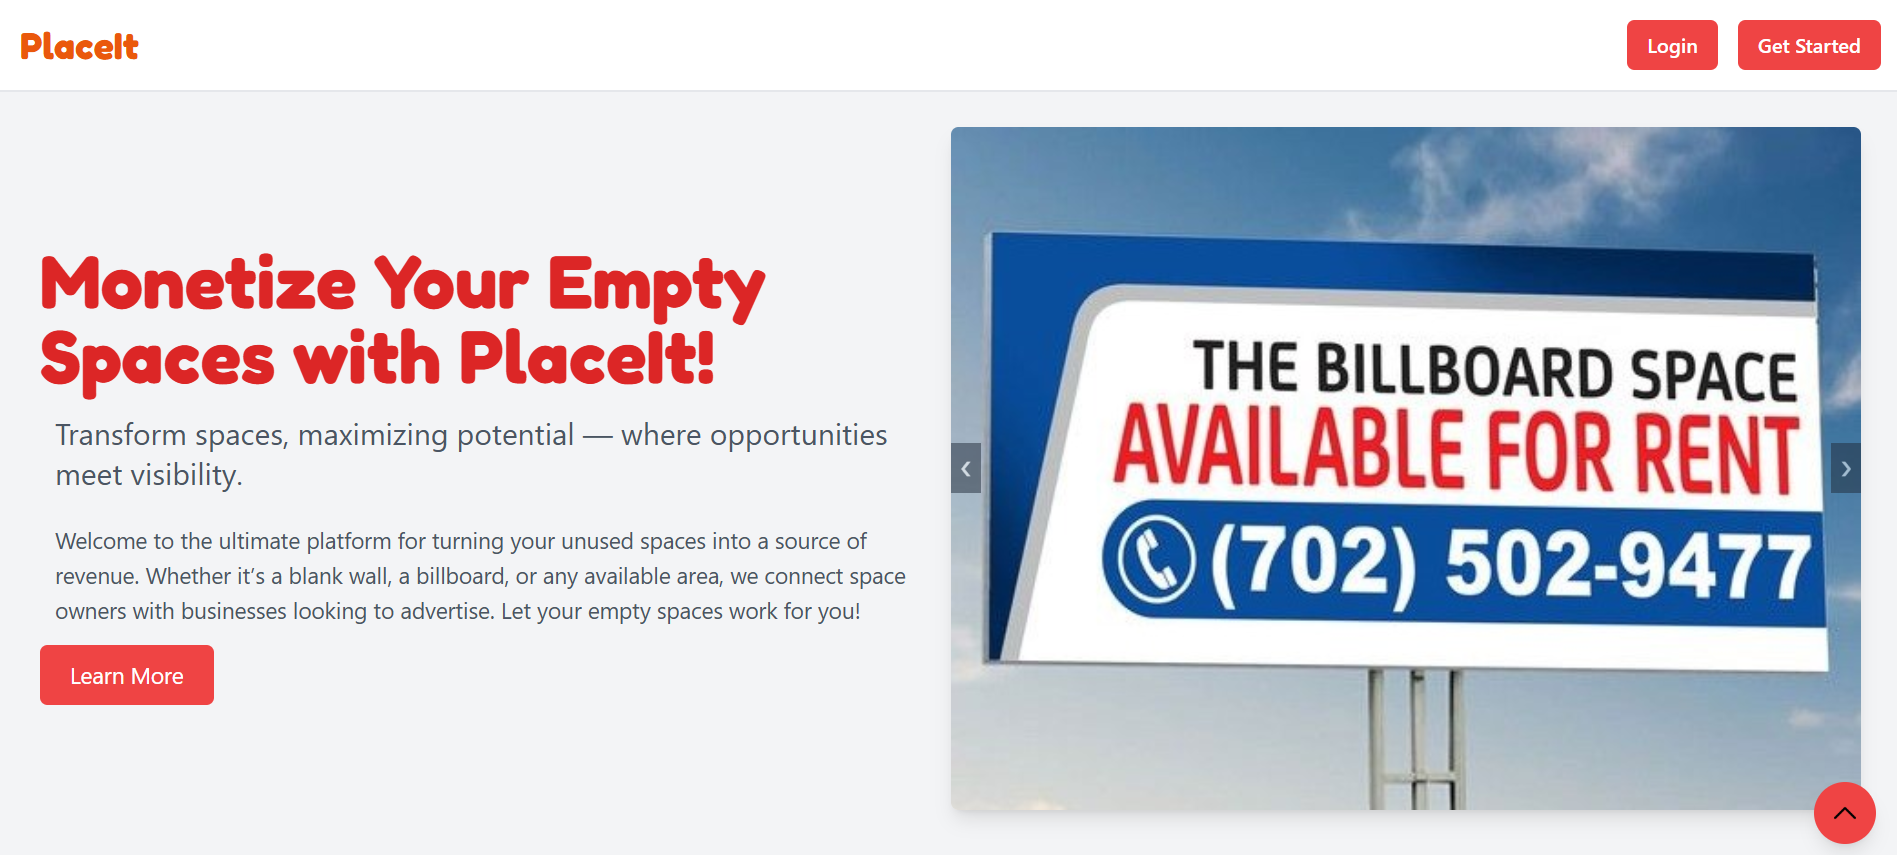 PlaceIt
Login
Get Started
Monetize Your Empty
Spaces with PlaceIt!
Transform spaces, maximizing potential — where opportunities
meet visibility.
Welcome to the ultimate platform for turning your unused spaces into a source of
revenue. Whether it’s a blank wall, a billboard, or any available area, we connect space
owners with businesses looking to advertise. Let your empty spaces work for you!
Learn More
THE BILLBOARD SPACE
AVAILABLE FOR RENT
(702) 502-9477